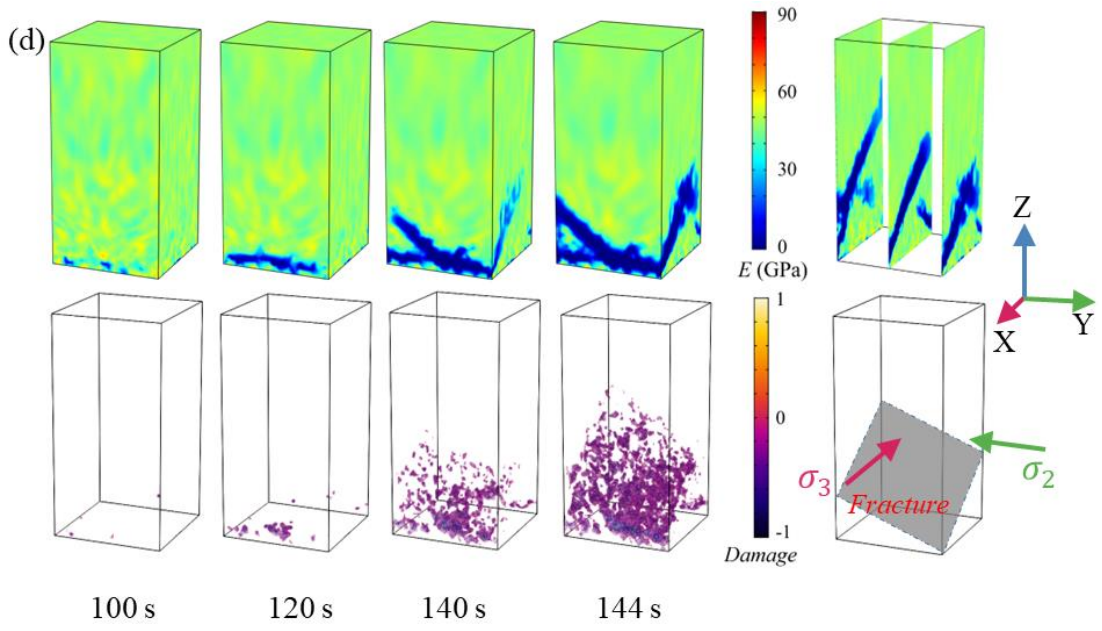 (d)
90
60
30
0
E (GPa)
Z
X
Y
1
0
-1
Damage
σ₃
Fracture
σ₂
100 s
120 s
140 s
144 s